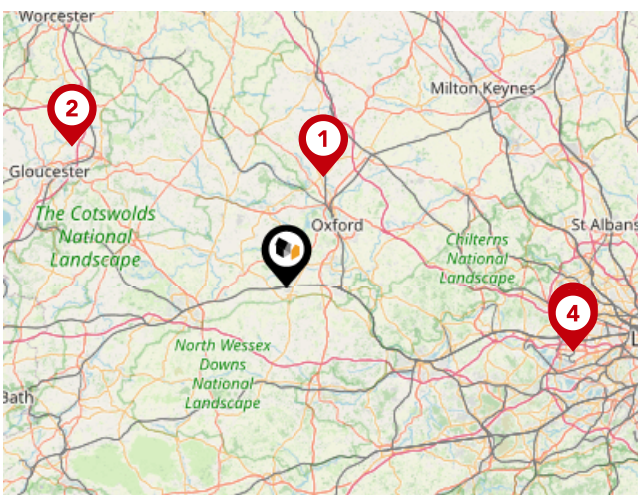 Worcester
Milton Keynes
2
1
Gloucester
The Cotswolds
National
Landscape
Oxford
St Albans
Chilterns
National
Landscape
4
L
North Wessex
Downs
National
Landscape
Bath